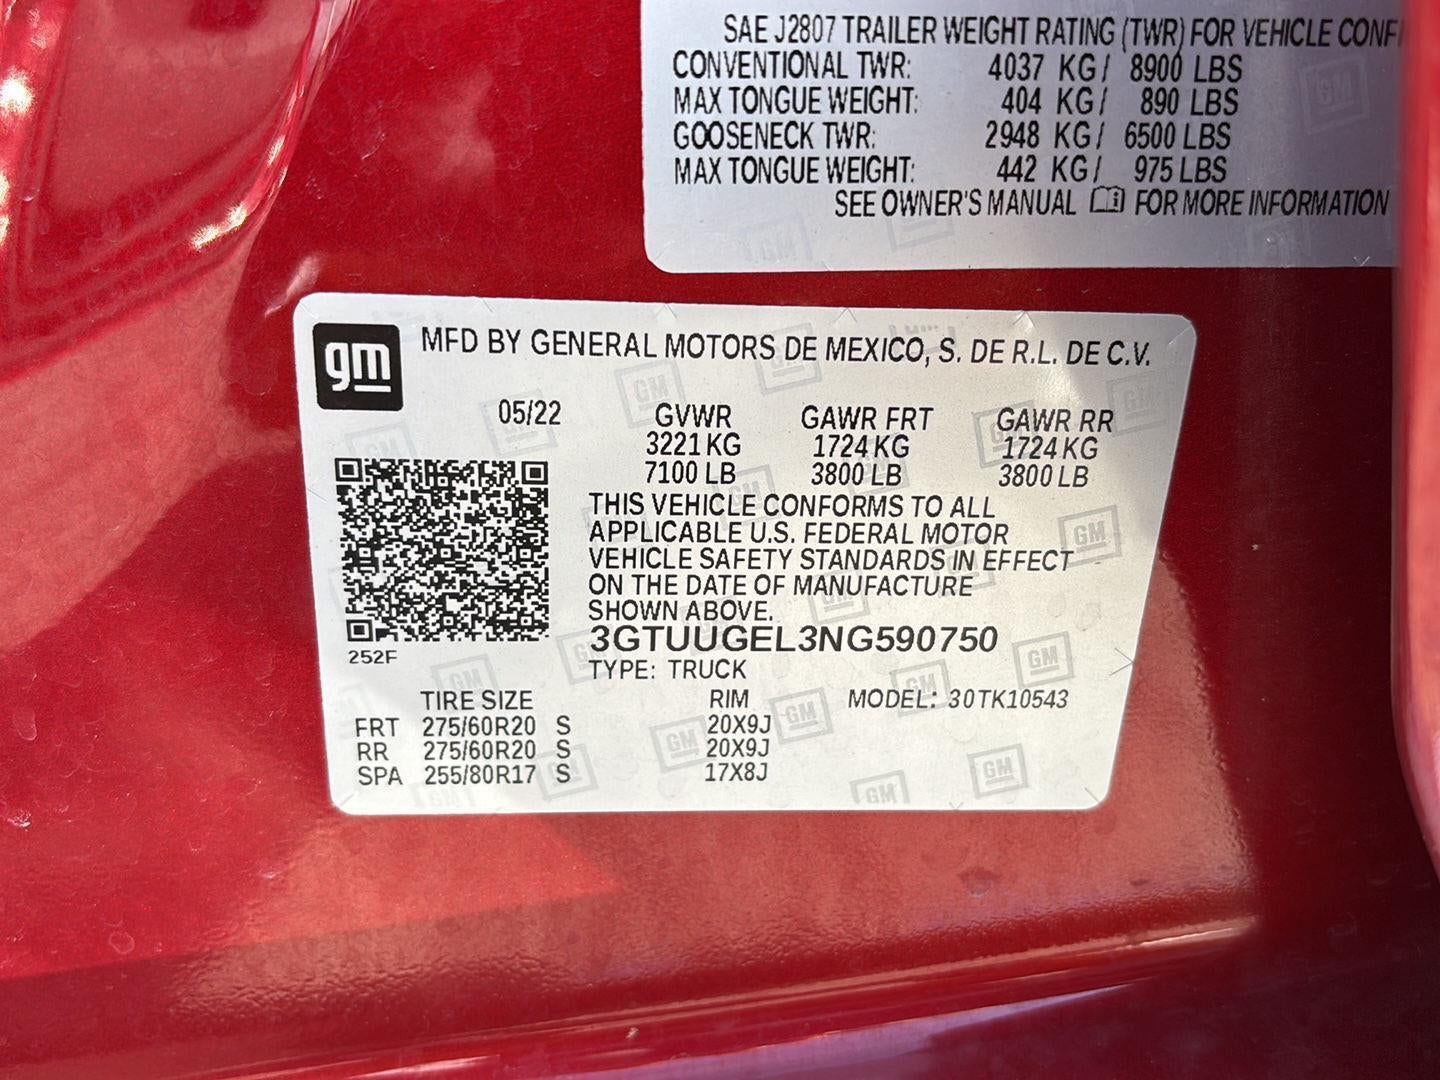 SAE J2807 TRAILER WEIGHT RATING (TWR) FOR VEHICLE
CONVENTIONAL TWR: 4037 KG/ 8900 LBS
MAX TONGUE WEIGHT: 404 KG/ 890 LBS
GOOSENECK TWR: 2948 KG/ 6500 LBS
MAX TONGUE WEIGHT: 442 KG/ 975 LBS
SEE OWNER'S MANUAL FOR MORE INFORMATION
gm
MFD BY GENERAL MOTORS DE MEXICO, S. DE R.L. DE C.V.
05/22 GVWR GAWR FRT GAWR RR
3221 KG 1724 KG 1724 KG
7100 LB 3800 LB 3800 LB
THIS VEHICLE CONFORMS TO ALL
APPLICABLE U.S. FEDERAL MOTOR
VEHICLE SAFETY STANDARDS IN EFFECT
ON THE DATE OF MANUFACTURE
SHOWN ABOVE.
3GTUUGEL3NG590750
252F
TYPE: TRUCK
TIRE SIZE RIM MODEL: 30TK10543
FRT 275/60R20 S 20X9J
RR 275/60R20 S 20X9J
SPA 255/80R17 S 17X8J